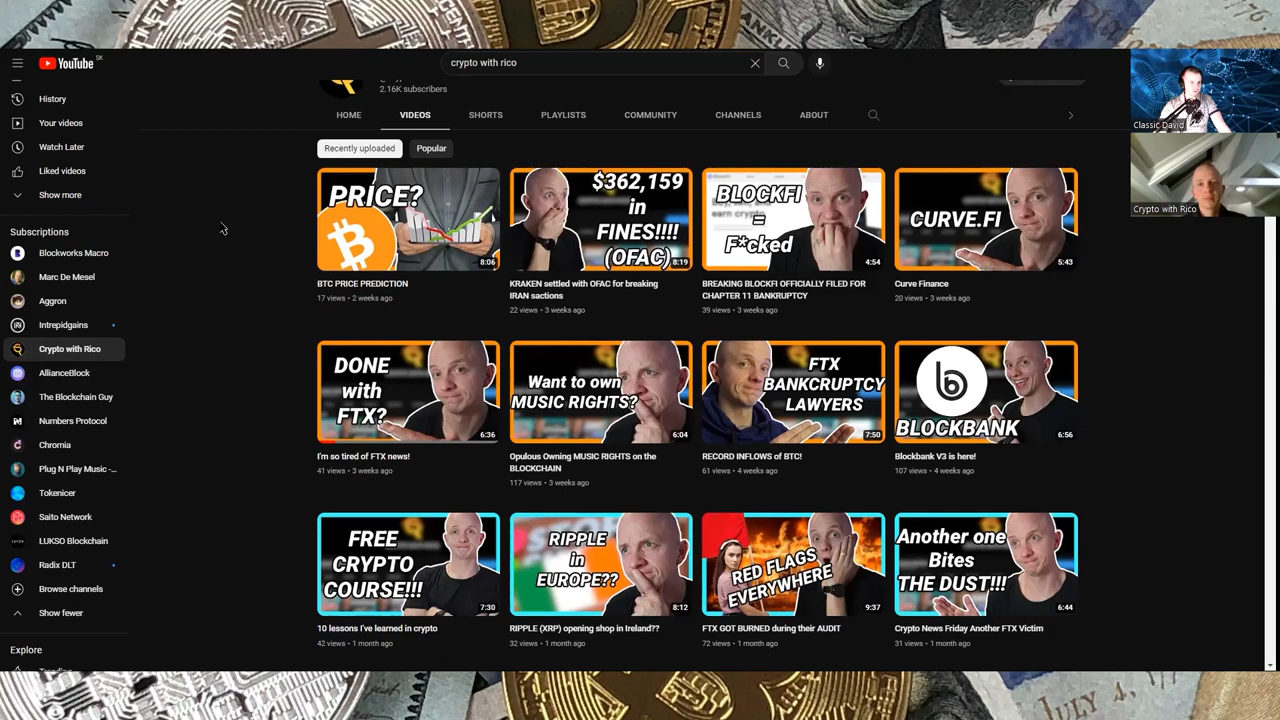 YouTube
SK
crypto with rico
History
Your videos
Watch Later
Liked videos
Show more
Subscriptions
Blockworks Macro
Marc De Mesel
Aggron
Intrepidgains
Crypto with Rico
AllianceBlock
The Blockchain Guy
Numbers Protocol
Chromia
Plug N Play Music -...
Tokenicer
Saito Network
LUKSO Blockchain
Radix DLT
Browse channels
Show fewer
Explore
2.16K subscribers
HOME
VIDEOS
SHORTS
PLAYLISTS
COMMUNITY
CHANNELS
ABOUT
Recently uploaded
Popular
PRICE?
8:06
BTC PRICE PREDICTION
17 views • 2 weeks ago
$362,159
in
FINES!!!!
(OFAC)
8:19
KRAKEN settled with OFAC for breaking
IRAN sactions
22 views • 3 weeks ago
BLOCKFI
=
F*cked
4:54
BREAKING BLOCKFI OFFICIALLY FILED FOR
CHAPTER 11 BANKRUPTCY
39 views • 3 weeks ago
CURVE.FI
5:43
Curve Finance
20 views • 3 weeks ago
DONE
with
FTX?
6:36
I'm so tired of FTX news!
41 views • 3 weeks ago
Want to own
MUSIC RIGHTS?
6:04
Opulous Owning MUSIC RIGHTS on the
BLOCKCHAIN
117 views • 3 weeks ago
FTX
BANKCRUPTCY
LAWYERS
7:50
RECORD INFLOWS of BTC!
61 views • 4 weeks ago
BLOCKBANK
6:56
Blockbank V3 is here!
107 views • 4 weeks ago
FREE
CRYPTO
COURSE!!!
7:30
10 lessons I've learned in crypto
42 views • 1 month ago
RIPPLE
in
EUROPE??
8:12
RIPPLE (XRP) opening shop in Ireland??
32 views • 1 month ago
RED FLAGS
EVERYWHERE
9:37
FTX GOT BURNED during their AUDIT
72 views • 1 month ago
Another one
Bites
THE DUST!!!
6:44
Crypto News Friday Another FTX Victim
31 views • 1 month ago
Classic David
Crypto with Rico
JULY 4, 177